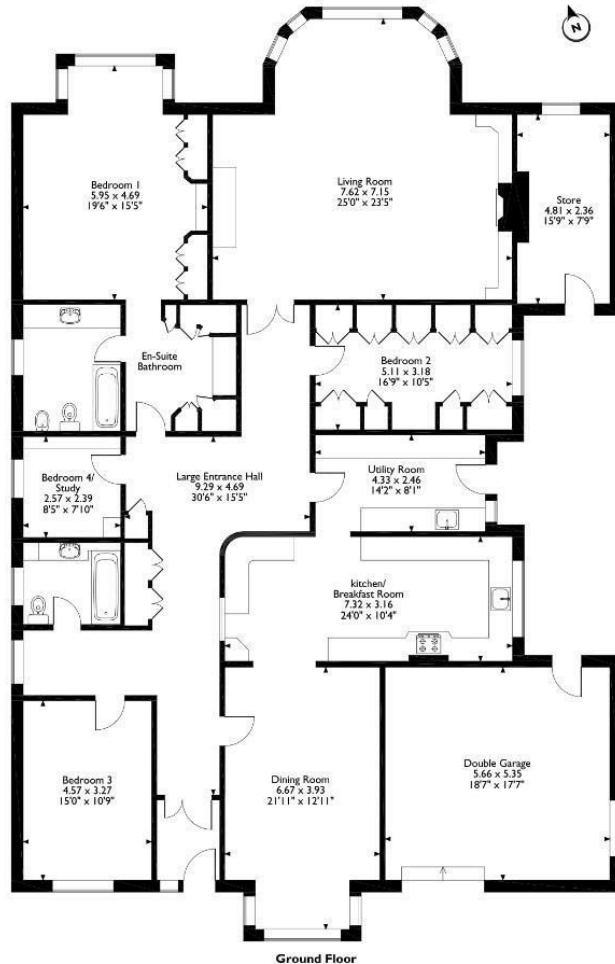 N
Bedroom 1
5.95 x 4.69
19'6" x 15'5"
Living Room
7.62 x 7.15
25'0" x 23'5"
Store
4.81 x 2.36
15'9" x 7'9"
En-Suite
Bathroom
Bedroom 2
5.11 x 3.18
16'9" x 10'5"
Bedroom 4/
Study
2.57 x 2.39
8'5" x 7'10"
Large Entrance Hall
9.29 x 4.69
30'6" x 15'5"
Utility Room
4.33 x 2.46
14'2" x 8'1"
kitchen/
Breakfast Room
7.32 x 3.16
24'0" x 10'4"
Bedroom 3
4.57 x 3.27
15'0" x 10'9"
Dining Room
6.67 x 3.93
21'11" x 12'11"
Double Garage
5.66 x 5.35
18'7" x 17'7"
Ground Floor